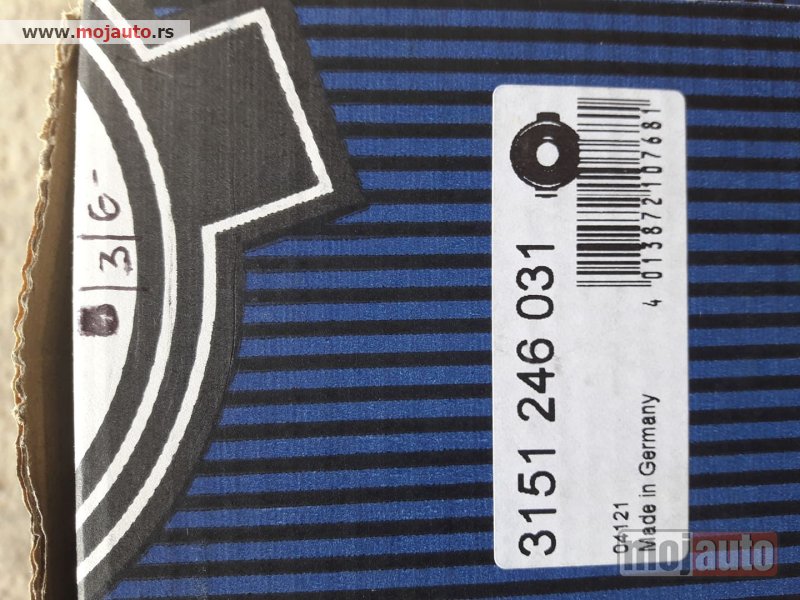 www.mojauto.rs
3151 246 031
4 013872 107681
04121
Made in Germany
3 6-
mojauto